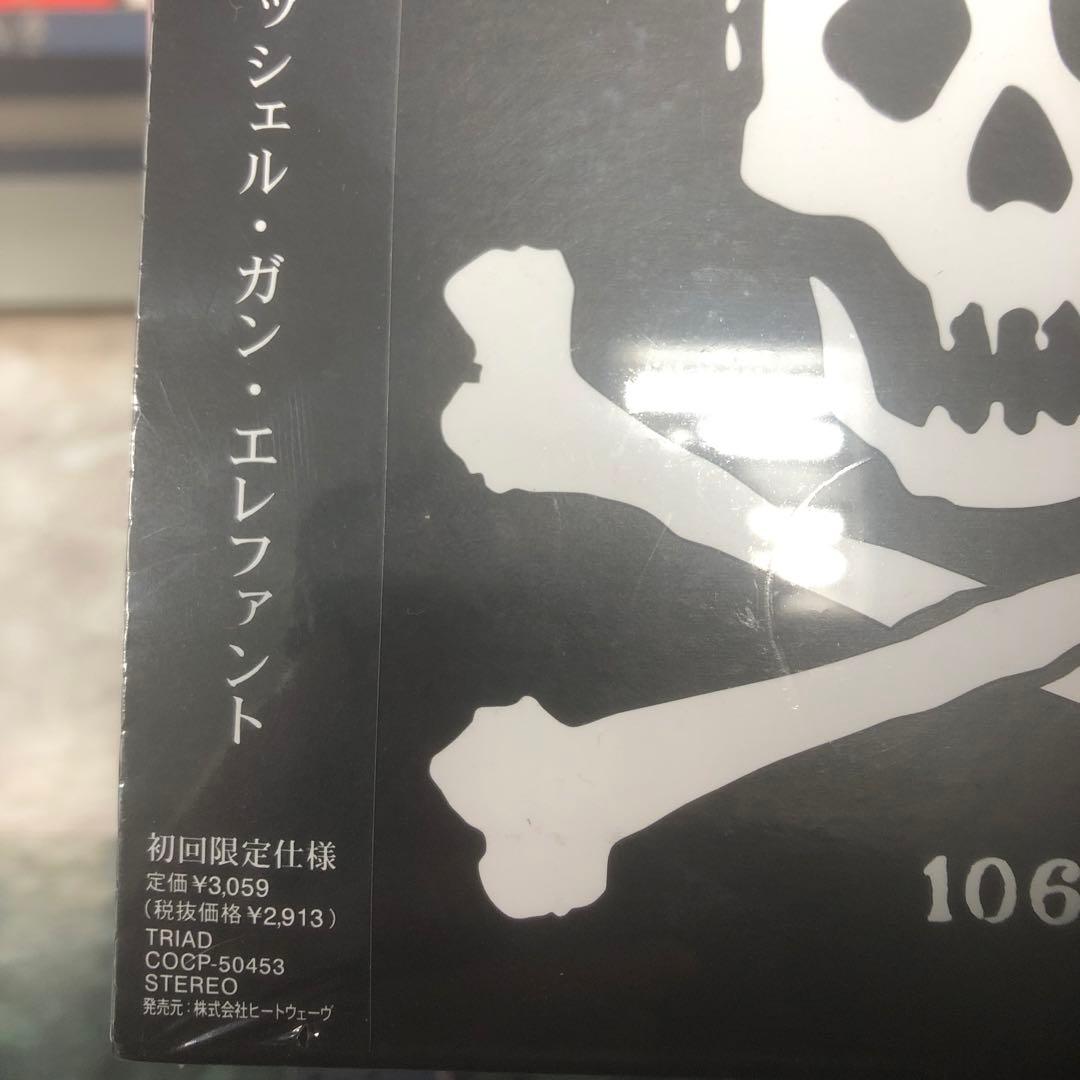 ッシェル・ガン・エレファント
初回限定仕様
定価¥3,059
(税抜価格¥2,913)
TRIAD
COCP-50453
STEREO
発売元:株式会社ヒートウェーヴ
106